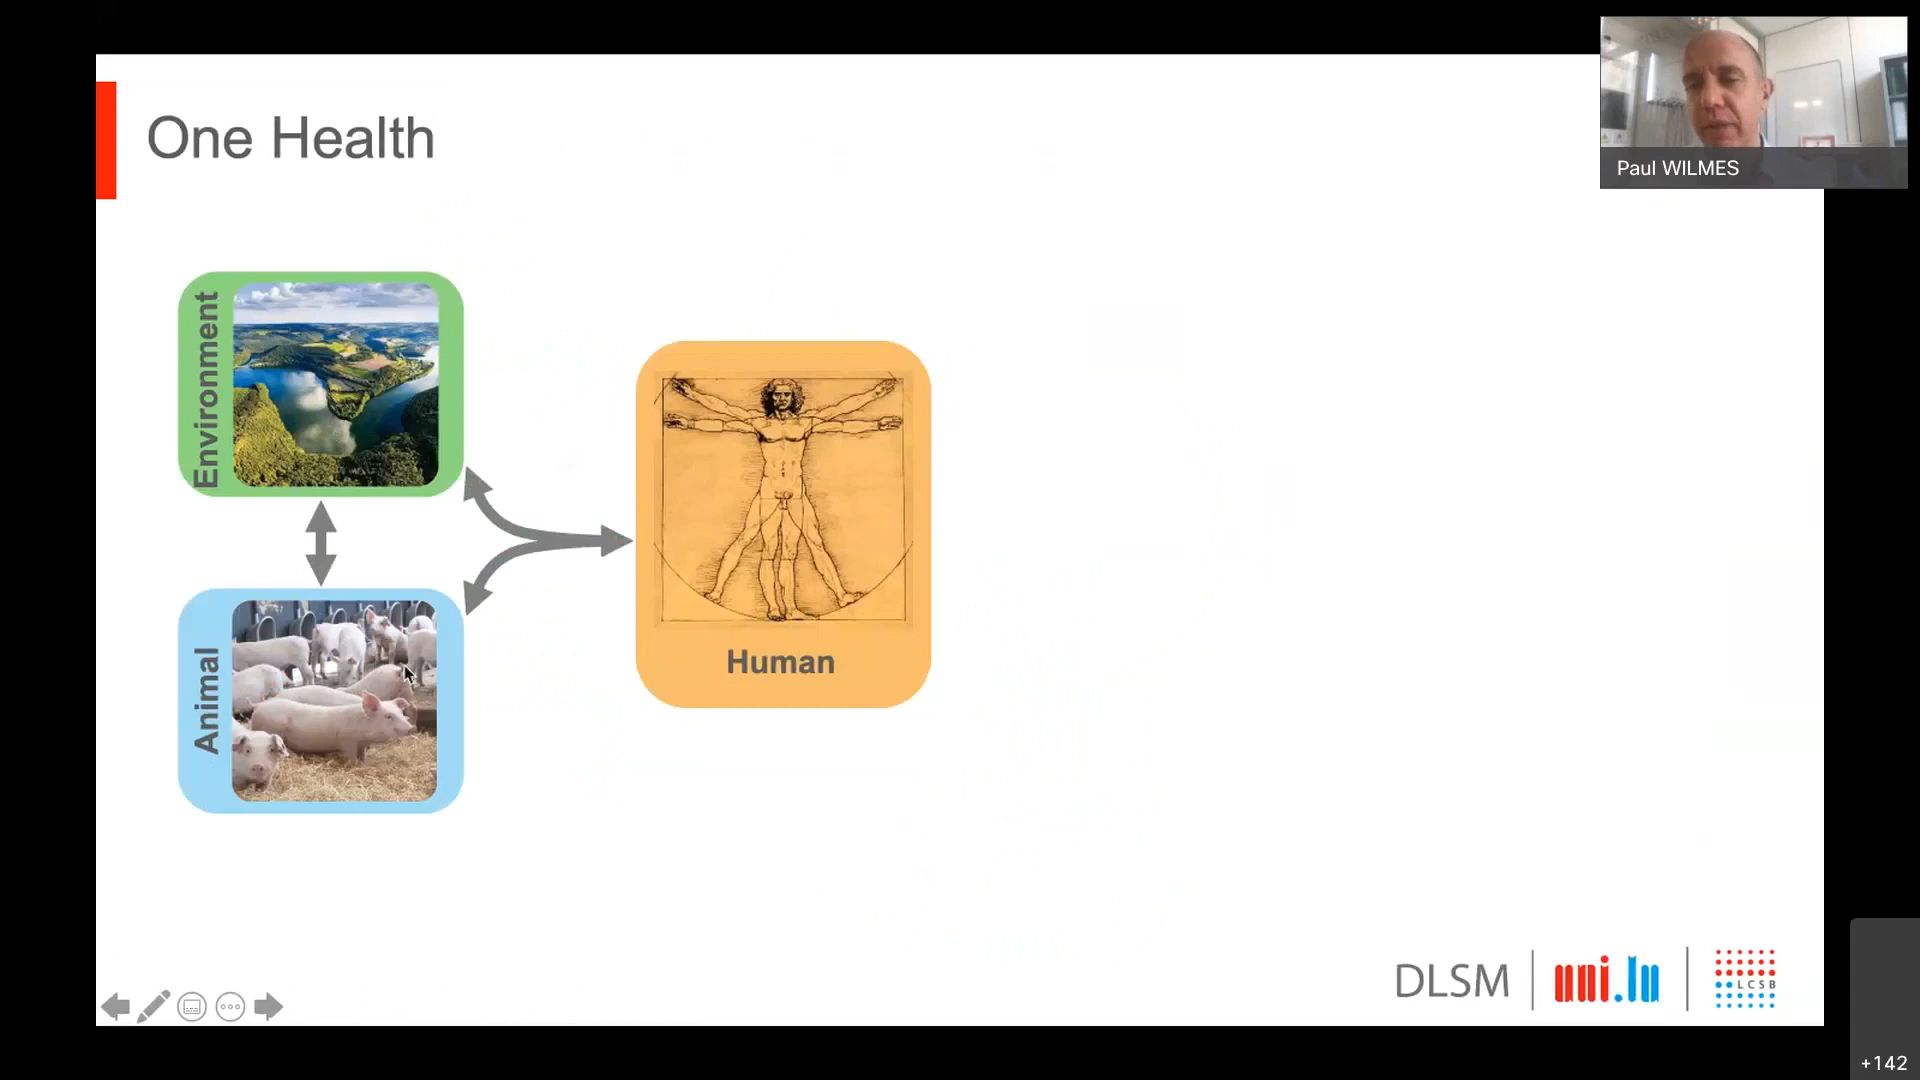 One Health
Paul WILMES
Environment
Animal
Human
DLSM
uni.lu
LCSB
+142